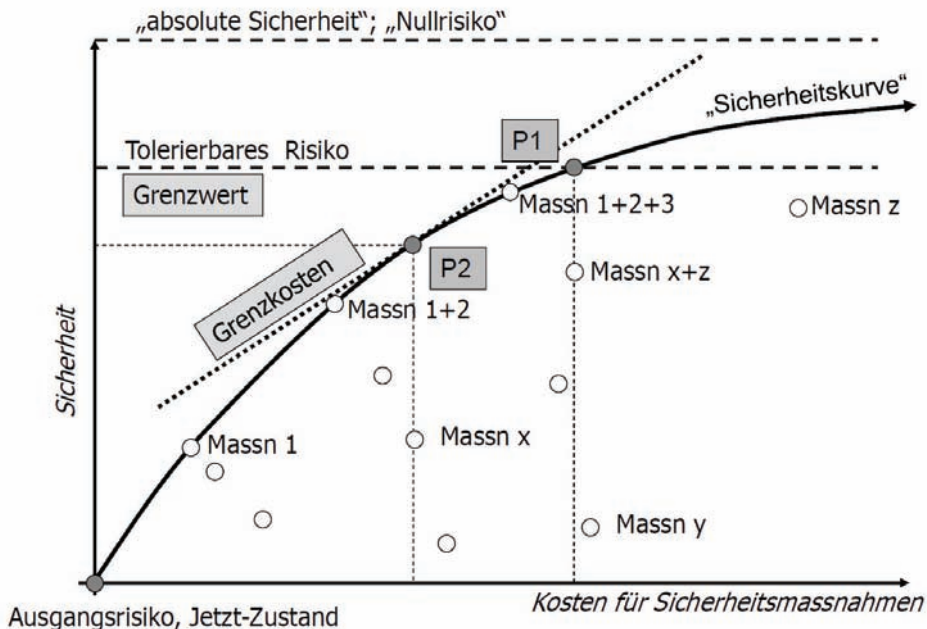 „absolute Sicherheit“; „Nullrisiko“
„Sicherheitskurve“
Tolerierbares Risiko
P1
Grenzwert
Massn 1+2+3
Massn z
P2
Massn x+z
Grenzkosten
Massn 1+2
Sicherheit
Massn 1
Massn x
Massn y
Ausgangsrisiko, Jetzt-Zustand
Kosten für Sicherheitsmassnahmen